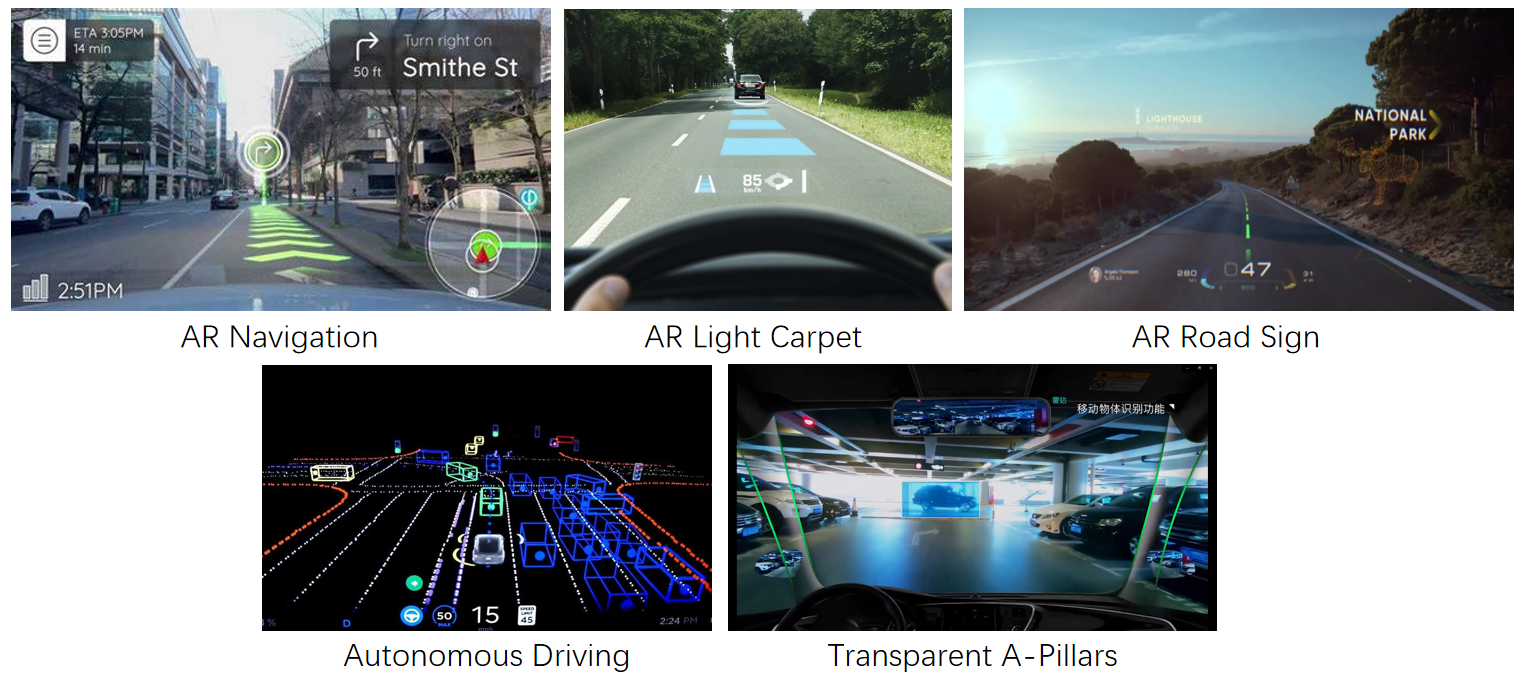 ETA 3:05PM
14 min
Turn right on
50 ft
Smithe St
2:51PM
85
km/h
LIGHTHOUSE
NATIONAL
PARK
280
47
31
ECO
AR Navigation
AR Light Carpet
AR Road Sign
雷达
移动物体识别功能
%
D
50
MAX
15
mph
SPEED
LIMIT
45
2:24 PM
Autonomous Driving
Transparent A-Pillars